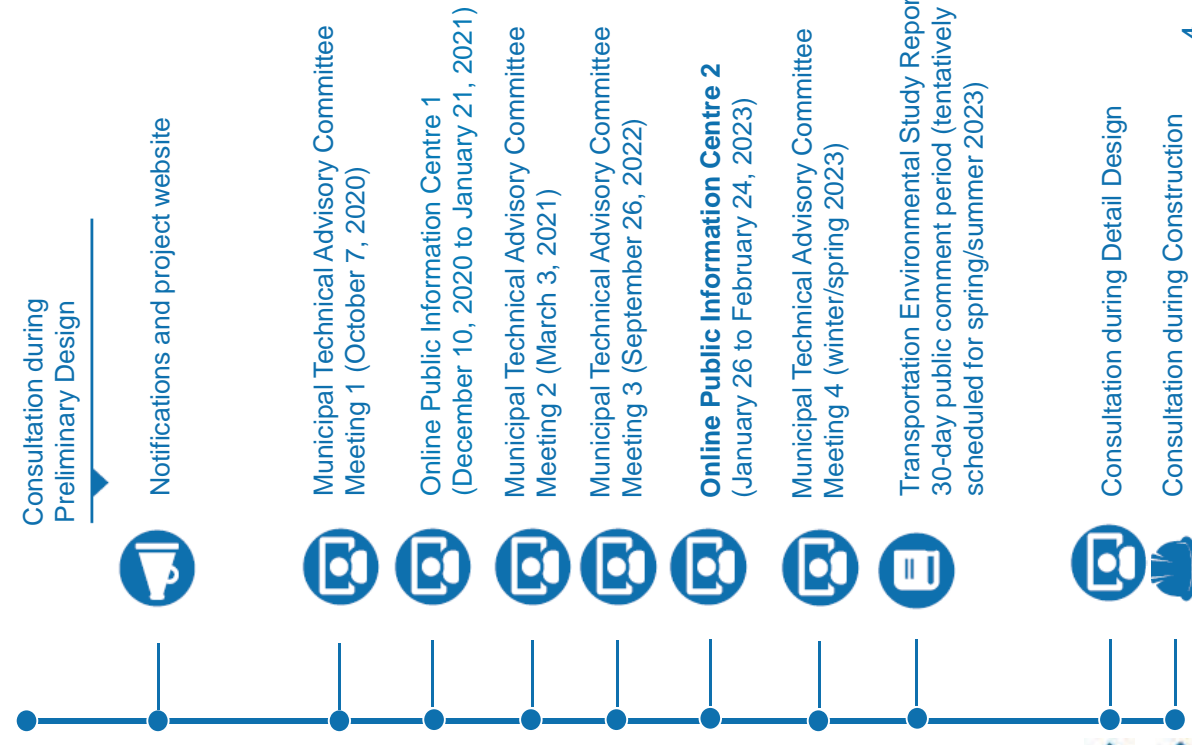 Consultation during
Preliminary Design
Notifications and project website
Municipal Technical Advisory Committee
Meeting 1 (October 7, 2020)
Online Public Information Centre 1
(December 10, 2020 to January 21, 2021)
Municipal Technical Advisory Committee
Meeting 2 (March 3, 2021)
Municipal Technical Advisory Committee
Meeting 3 (September 26, 2022)
Online Public Information Centre 2
(January 26 to February 24, 2023)
Municipal Technical Advisory Committee
Meeting 4 (winter/spring 2023)
Transportation Environmental Study Repor
30-day public comment period (tentatively
scheduled for spring/summer 2023)
Consultation during Detail Design
Consultation during Construction